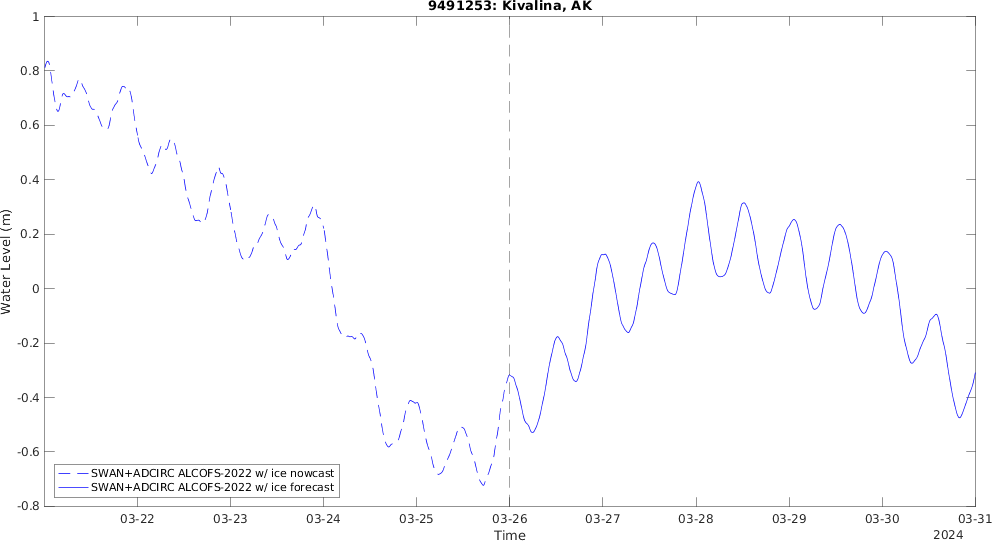 9491253: Kivalina, AK
1
0.8
0.6
0.4
0.2
0
-0.2
-0.4
-0.6
-0.8
Water Level (m)
SWAN+ADCIRC ALCOFS-2022 w/ ice nowcast
SWAN+ADCIRC ALCOFS-2022 w/ ice forecast
03-22 03-23 03-24 03-25 03-26 03-27 03-28 03-29 03-30 03-31
Time
2024